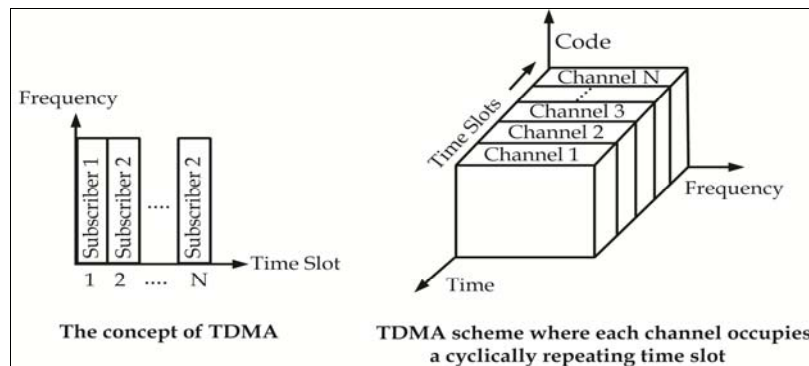 Frequency
Subscriber 1
Subscriber 2
....
Subscriber 2
Time Slot
1 2 .... N
The concept of TDMA
Code
Time Slots
Channel N
....
Channel 3
Channel 2
Channel 1
Frequency
Time
TDMA scheme where each channel occupies
a cyclically repeating time slot